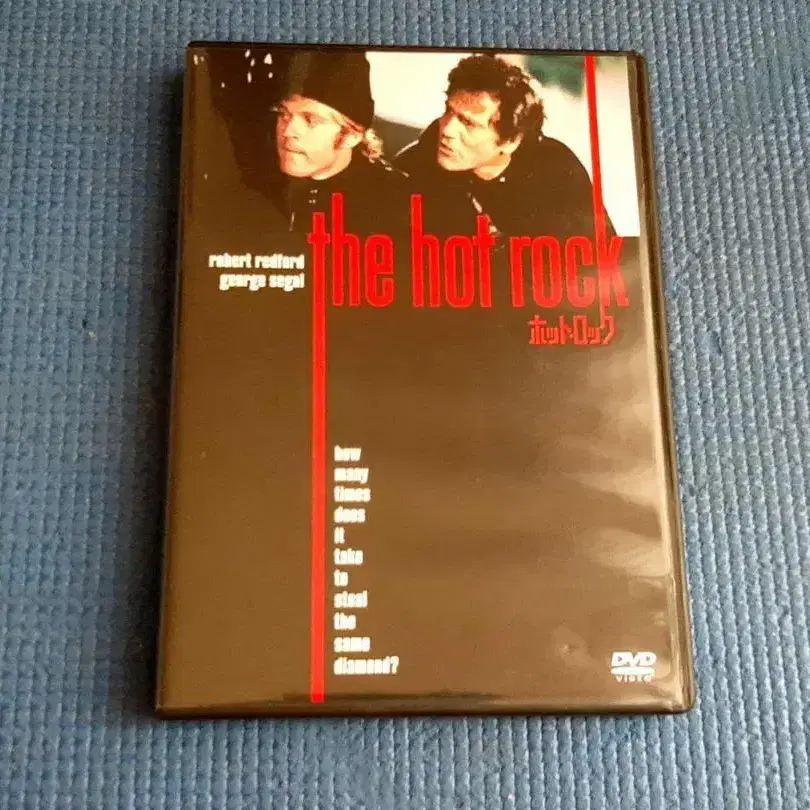 the hot rock
robert redford
george segal
ホット・ロック
how
many
times
does
it
take
to
steal
the
same
diamond?
DVD
VIDEO